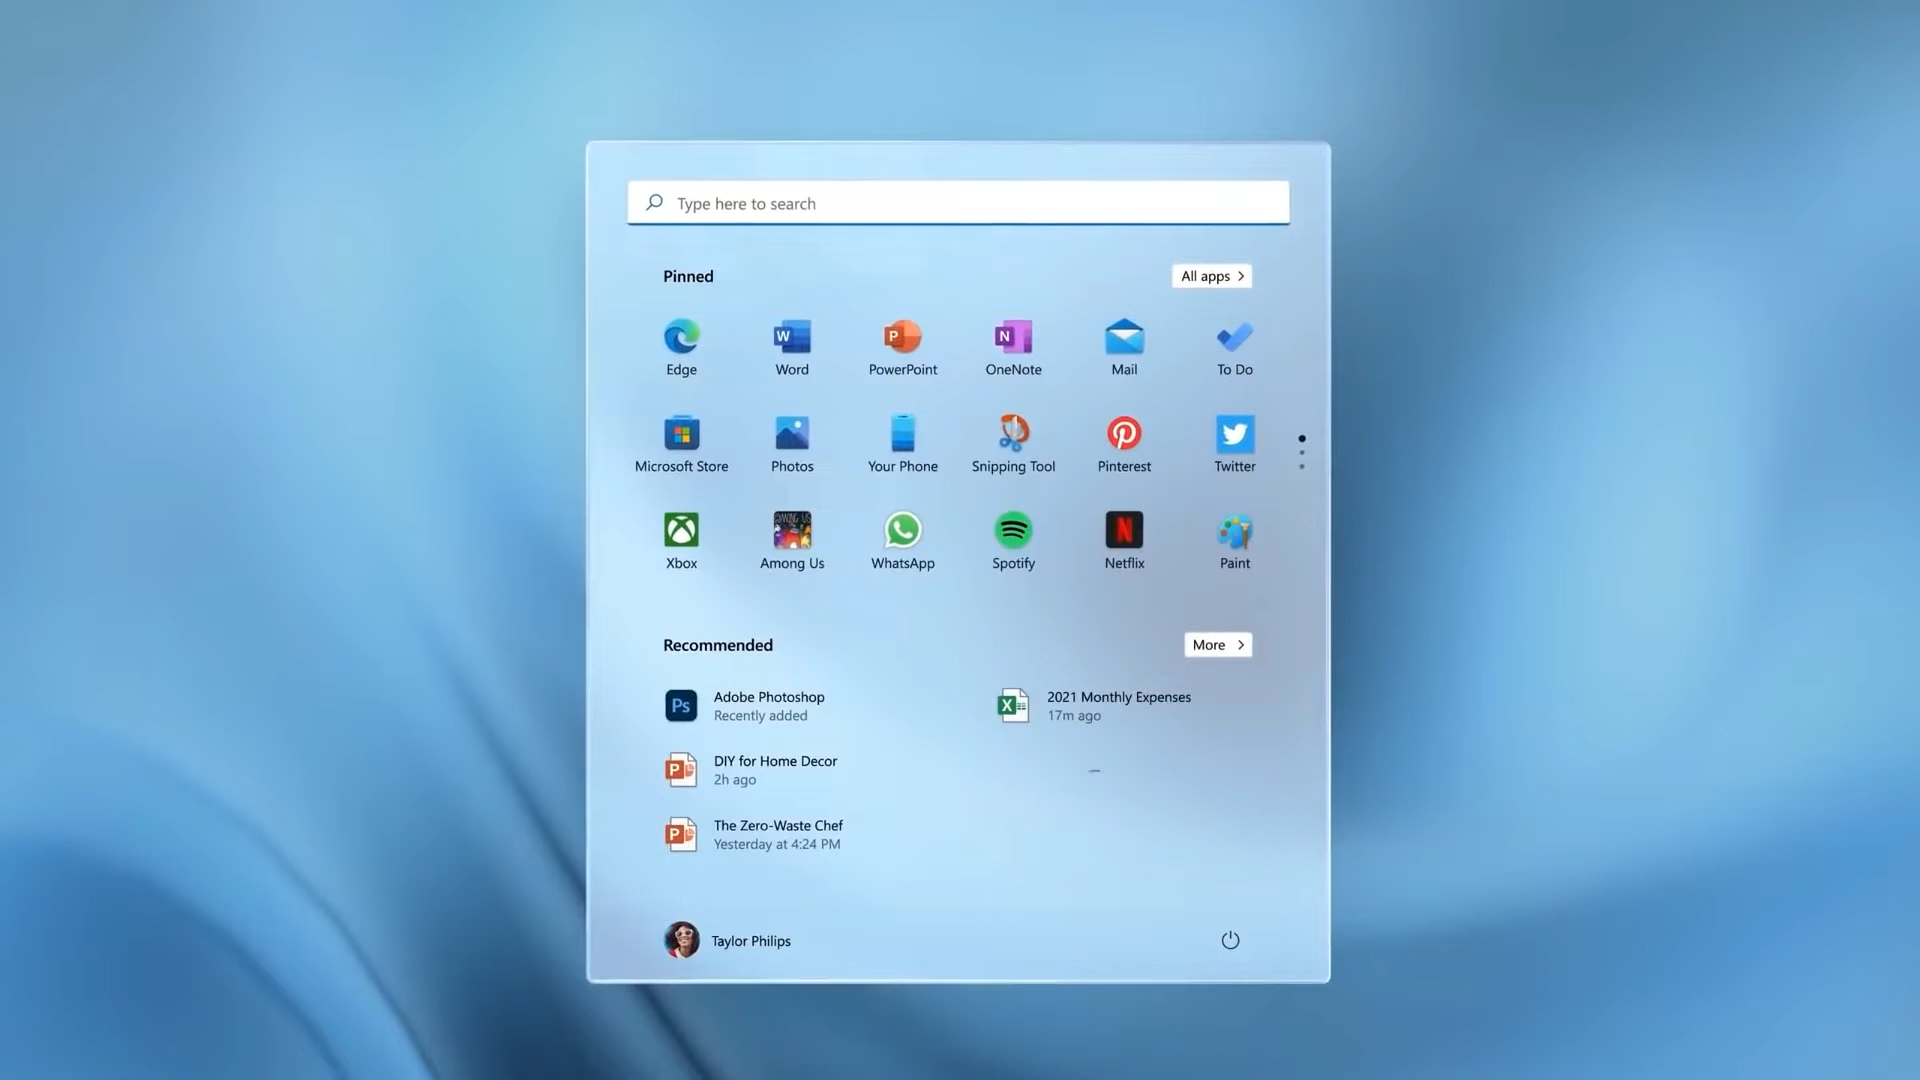 Type here to search
Pinned
All apps
Edge
Word
PowerPoint
OneNote
Mail
To Do
Microsoft Store
Photos
Your Phone
Snipping Tool
Pinterest
Twitter
Xbox
Among Us
WhatsApp
Spotify
Netflix
Paint
Recommended
More
Ps
Adobe Photoshop
Recently added
2021 Monthly Expenses
17m ago
DIY for Home Decor
2h ago
The Zero-Waste Chef
Yesterday at 4:24 PM
Taylor Philips